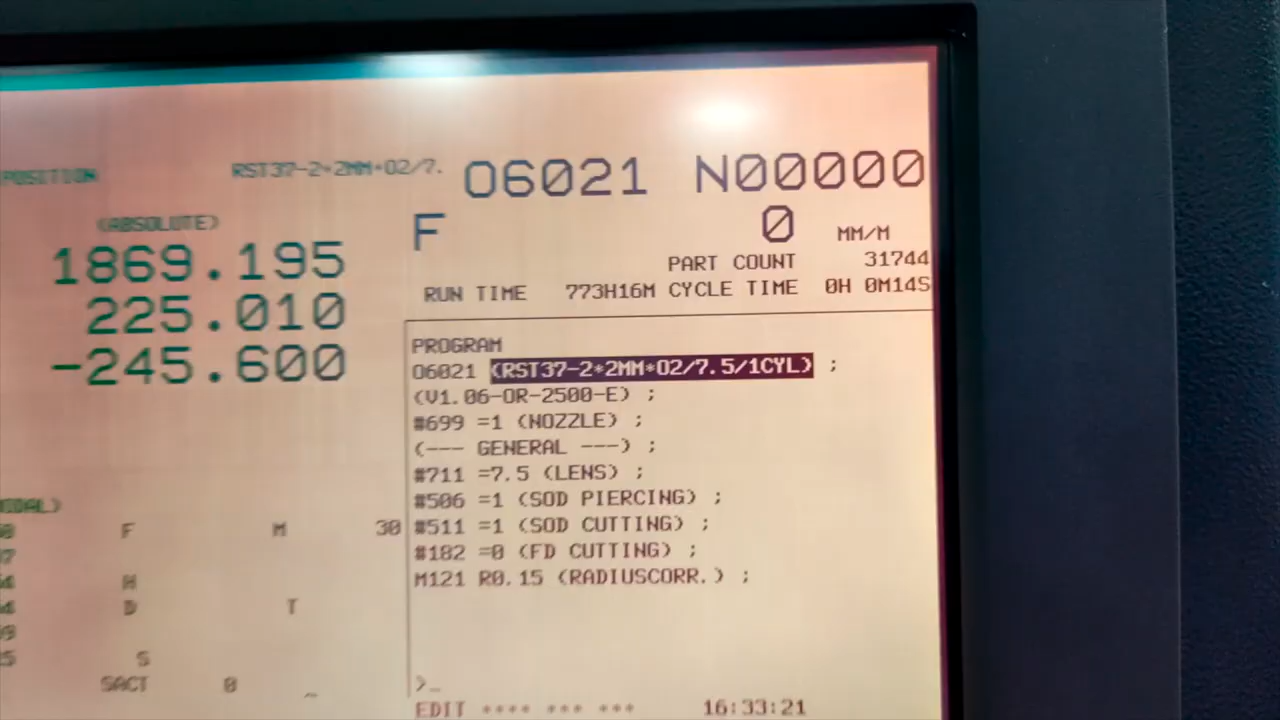 POSITION RST37-2*2MM*O2/7. O6021 N00000
(ABSOLUTE) F 0 MM/M
1869.195 PART COUNT 31744
225.010 RUN TIME 773H16M CYCLE TIME 0H 0M14S
-245.600
PROGRAM
O6021 (RST37-2*2MM*O2/7.5/1CYL) ;
(V1.06-OR-2500-E) ;
#699 =1 (NOZZLE) ;
(--- GENERAL ---) ;
#711 =7.5 (LENS) ;
#506 =1 (SOD PIERCING) ;
#511 =1 (SOD CUTTING) ;
#182 =0 (FD CUTTING) ;
M121 R0.15 (RADIUSCORR.) ;
F M 30
H
D T
S
SACT 0
>_
EDIT **** *** *** 16:33:21